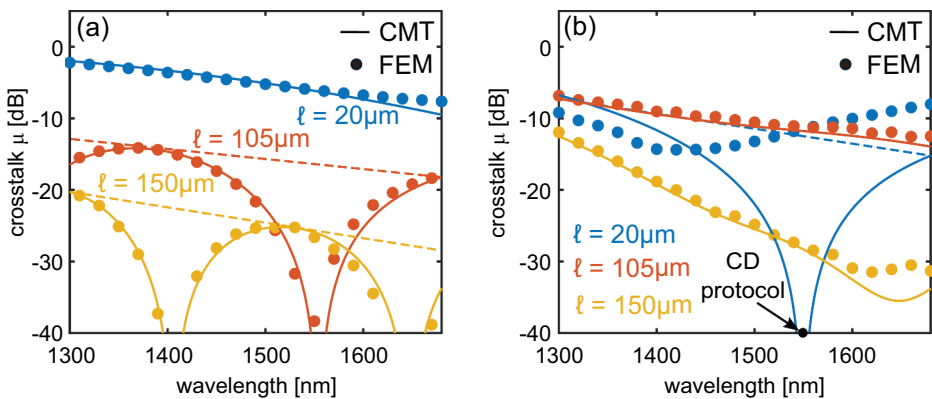 (a)
CMT
FEM
0
-10
-20
-30
-40
crosstalk μ [dB]
ℓ = 20μm
ℓ = 105μm
ℓ = 150μm
1300
1400
1500
1600
wavelength [nm]
(b)
CMT
FEM
0
-10
-20
-30
-40
crosstalk μ [dB]
ℓ = 20μm
ℓ = 105μm
ℓ = 150μm
CD
protocol
1300
1400
1500
1600
wavelength [nm]